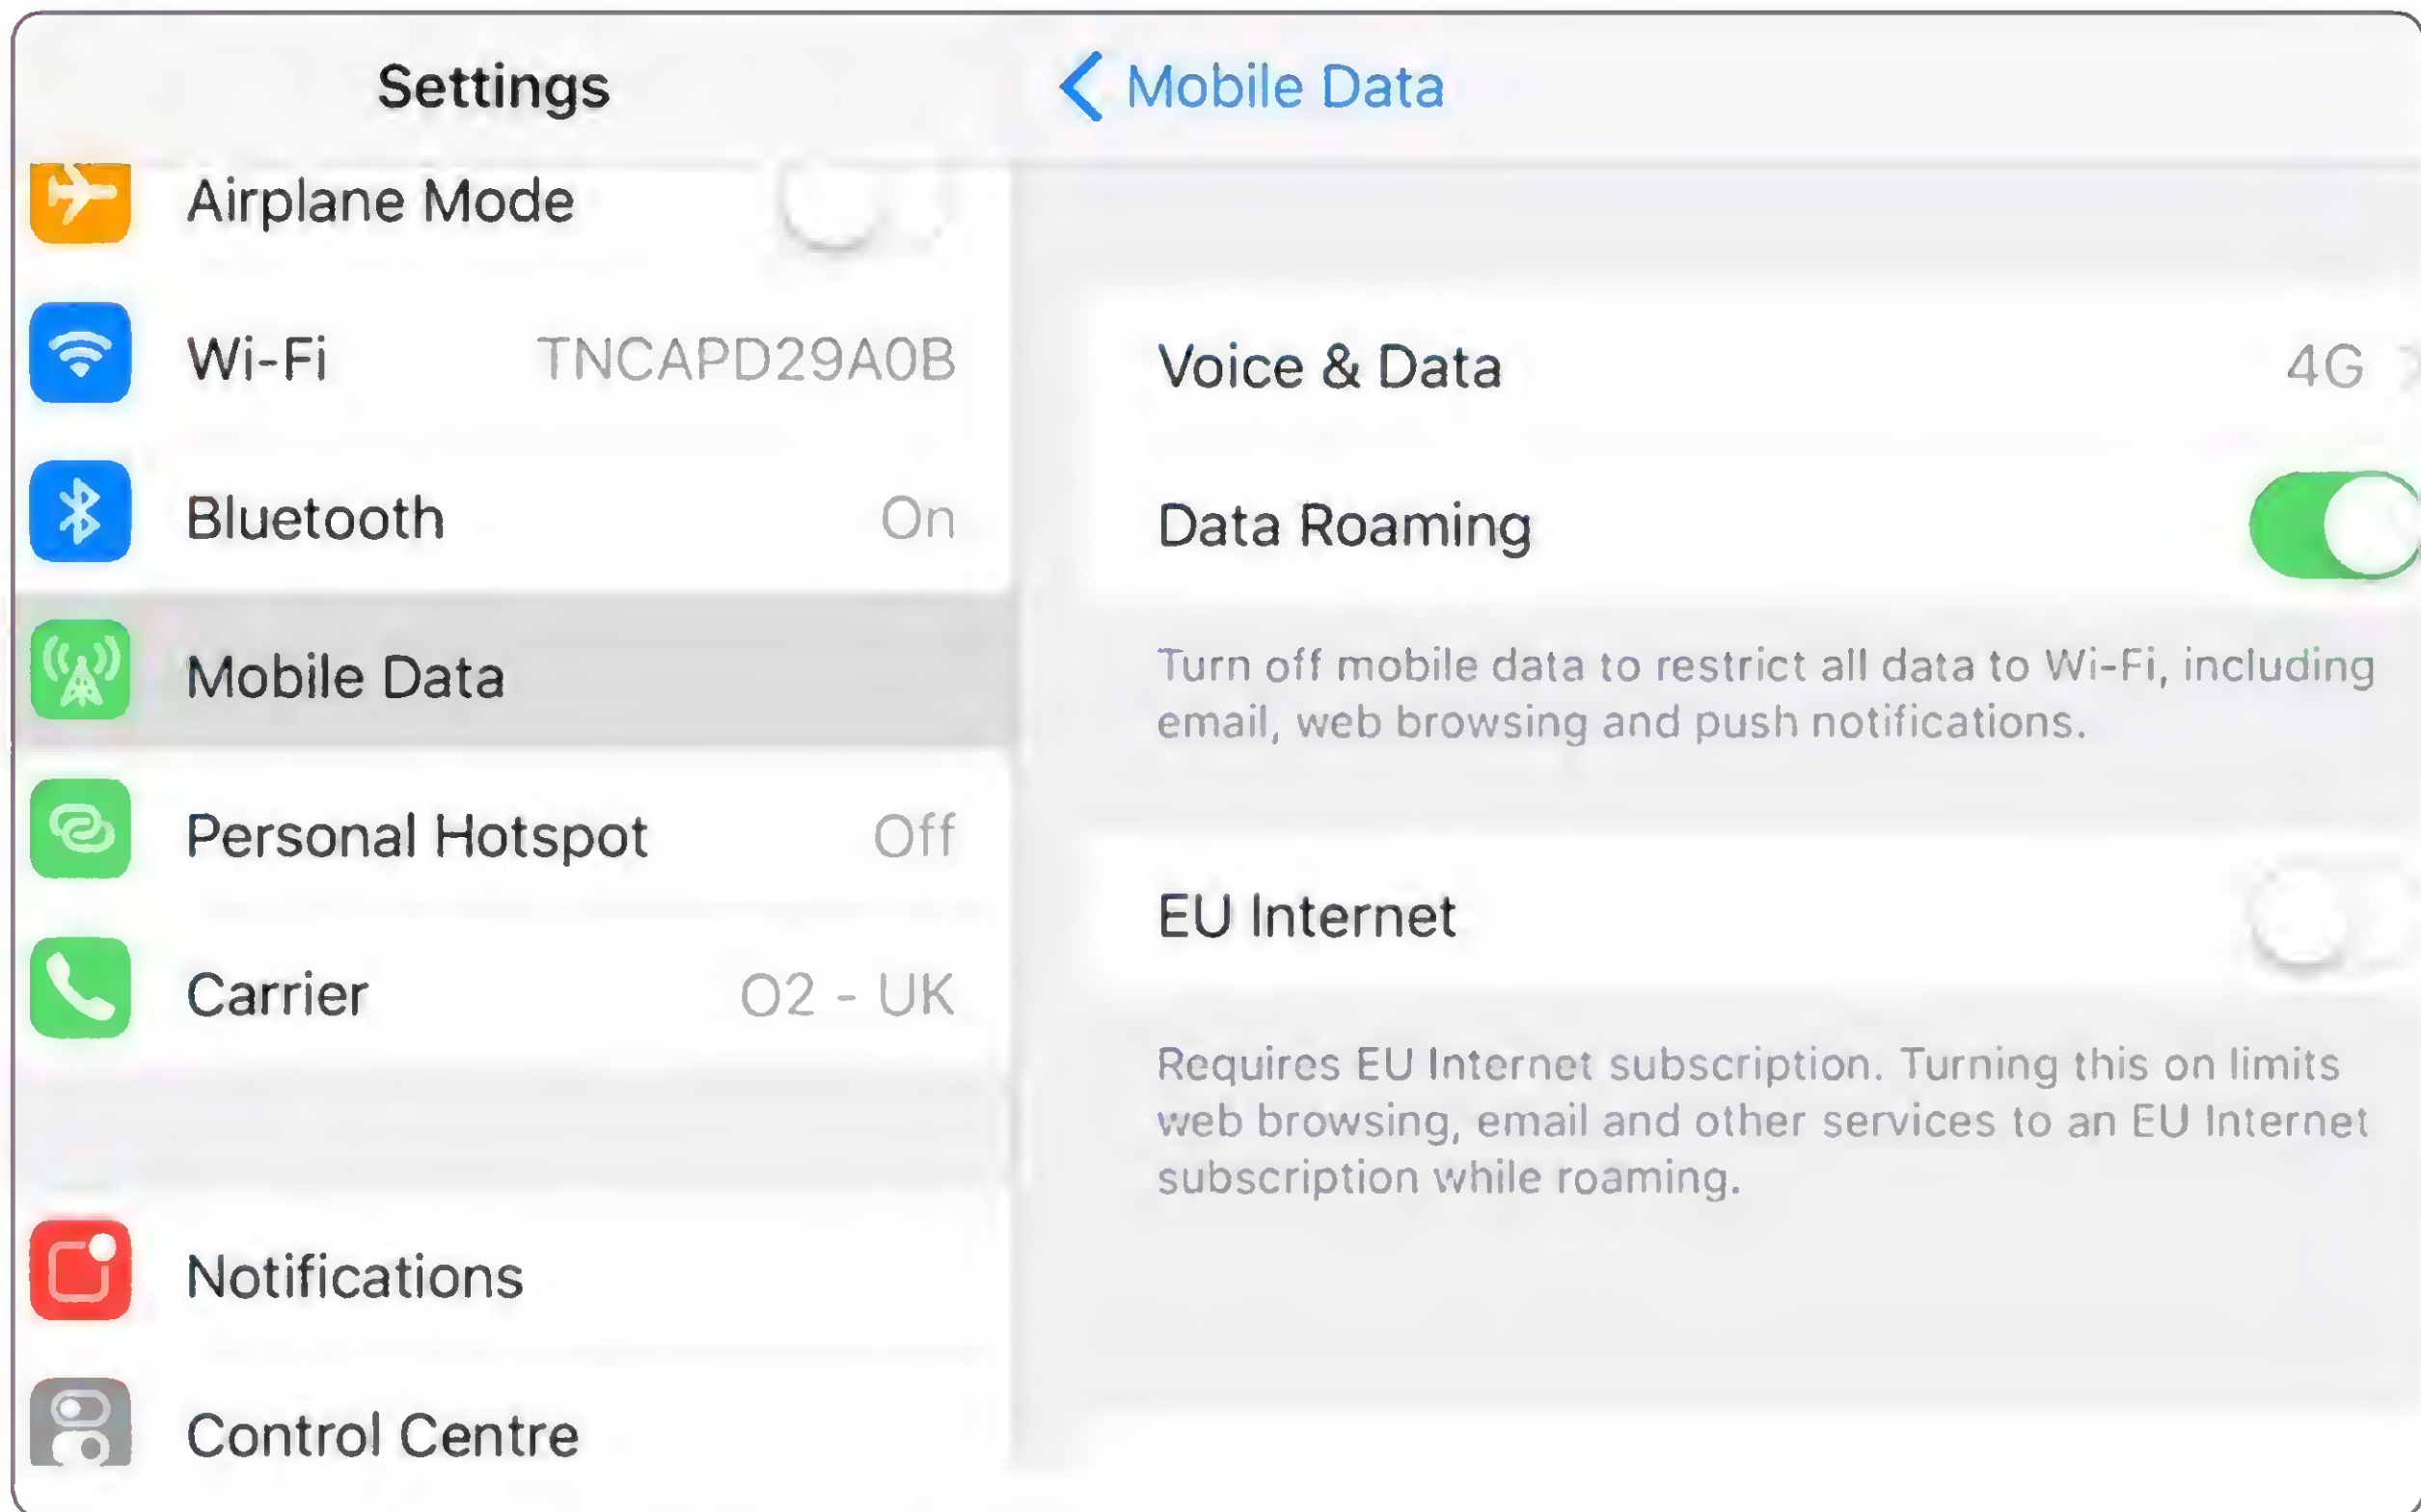 Settings
Airplane Mode
Wi-Fi TNCAPD29A0B
Bluetooth On
Mobile Data
Personal Hotspot Off
Carrier O2 - UK
Notifications
Control Centre
Mobile Data
Voice & Data 4G
Data Roaming
Turn off mobile data to restrict all data to Wi-Fi, including
email, web browsing and push notifications.
EU Internet
Requires EU Internet subscription. Turning this on limits
web browsing, email and other services to an EU Internet
subscription while roaming.